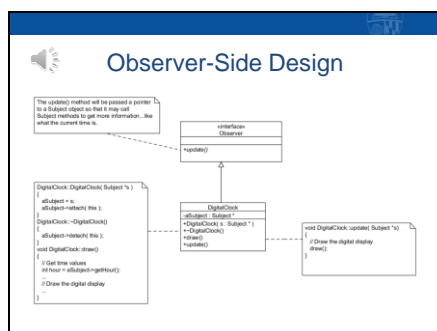 Observer-Side Design
The update() method will be passed a pointer
to a Subject object so that it may call
Subject methods to get more information...like
what the current time is.
«interface»
Observer
+update()
DigitalClock::DigitalClock( Subject *s )
{
aSubject = s;
aSubject->attach( this );
}
DigitalClock::~DigitalClock()
{
aSubject->detach( this );
}
void DigitalClock::draw()
{
// Get time values
int hour = aSubject->getHour();
...
// Draw the digital display
...
}
DigitalClock
-aSubject : Subject *
+DigitalClock( s : Subject * )
+~DigitalClock()
+draw()
+update()
void DigitalClock::update( Subject *s)
{
// Draw the digital display
draw();
}